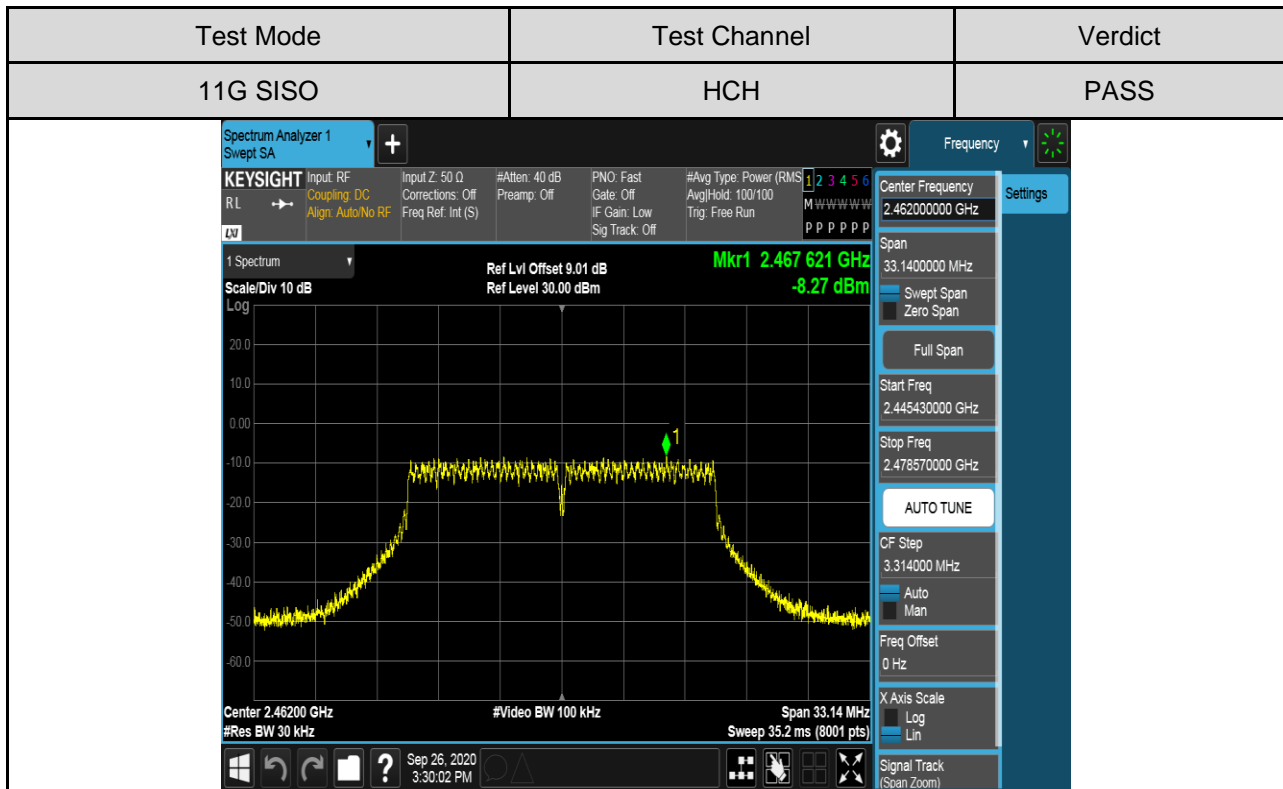 Test Mode Test Channel Verdict
11G SISO HCH PASS
Spectrum Analyzer 1
Swept SA
+
Frequency
KEYSIGHT
RL
LXI
Input: RF
Coupling: DC
Align: Auto/No RF
Input Z: 50 Ω
Corrections: Off
Freq Ref: Int (S)
#Atten: 40 dB
Preamp: Off
PNO: Fast
Gate: Off
IF Gain: Low
Sig Track: Off
#Avg Type: Power (RMS
Avg|Hold: 100/100
Trig: Free Run
1 2 3 4 5 6
M W W W W W
P P P P P P
Center Frequency
2.462000000 GHz
Settings
1 Spectrum
Scale/Div 10 dB
Ref Lvl Offset 9.01 dB
Ref Level 30.00 dBm
Mkr1 2.467 621 GHz
-8.27 dBm
Log
20.0
10.0
0.00
-10.0
-20.0
-30.0
-40.0
-50.0
-60.0
1
Center 2.46200 GHz
#Res BW 30 kHz
#Video BW 100 kHz
Span 33.14 MHz
Sweep 35.2 ms (8001 pts)
Span
33.1400000 MHz
Swept Span
Zero Span
Full Span
Start Freq
2.445430000 GHz
Stop Freq
2.478570000 GHz
AUTO TUNE
CF Step
3.314000 MHz
Auto
Man
Freq Offset
0 Hz
X Axis Scale
Log
Lin
Signal Track
(Span Zoom)
?
Sep 26, 2020
3:30:02 PM